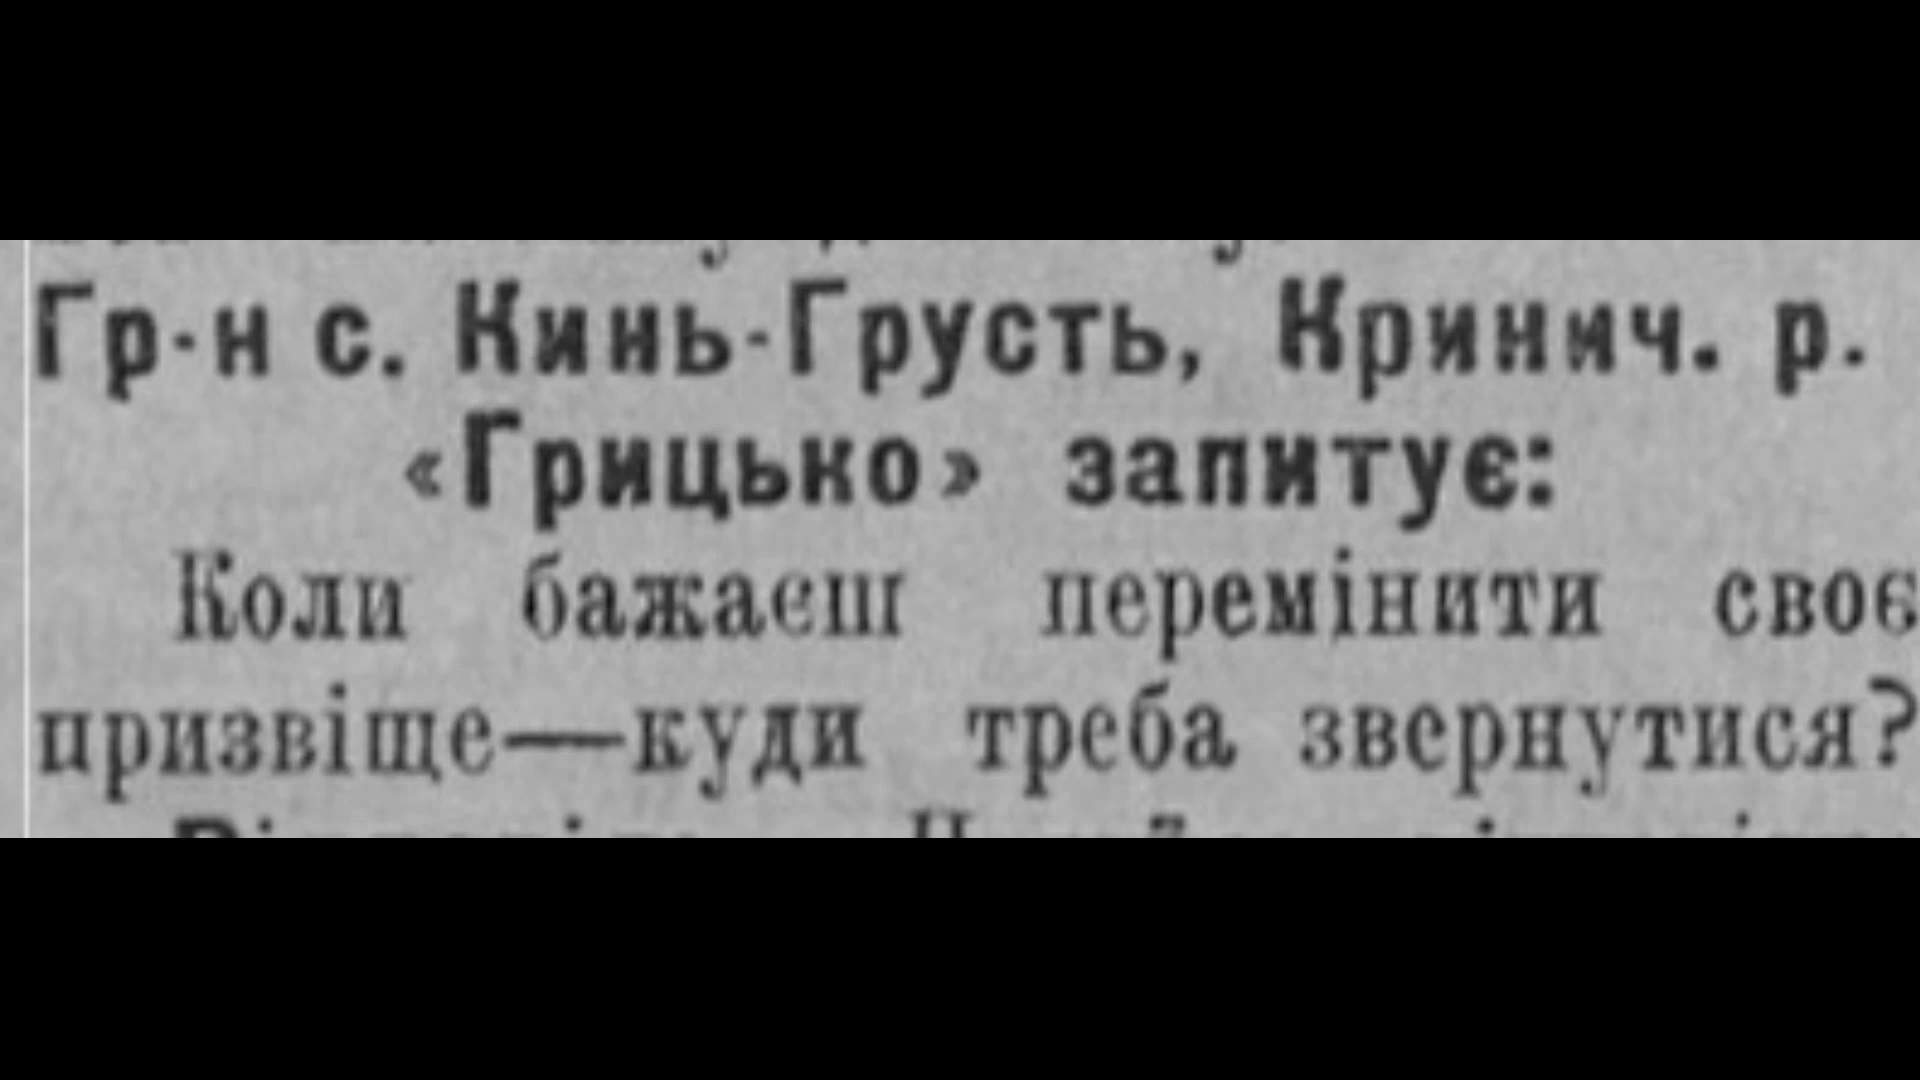 Гр-н с. Кинь-Грусть, Кринич. р.
«Грицько» запитує:
Коли бажаєш перемінити своє
призвіще—куди треба звернутися?